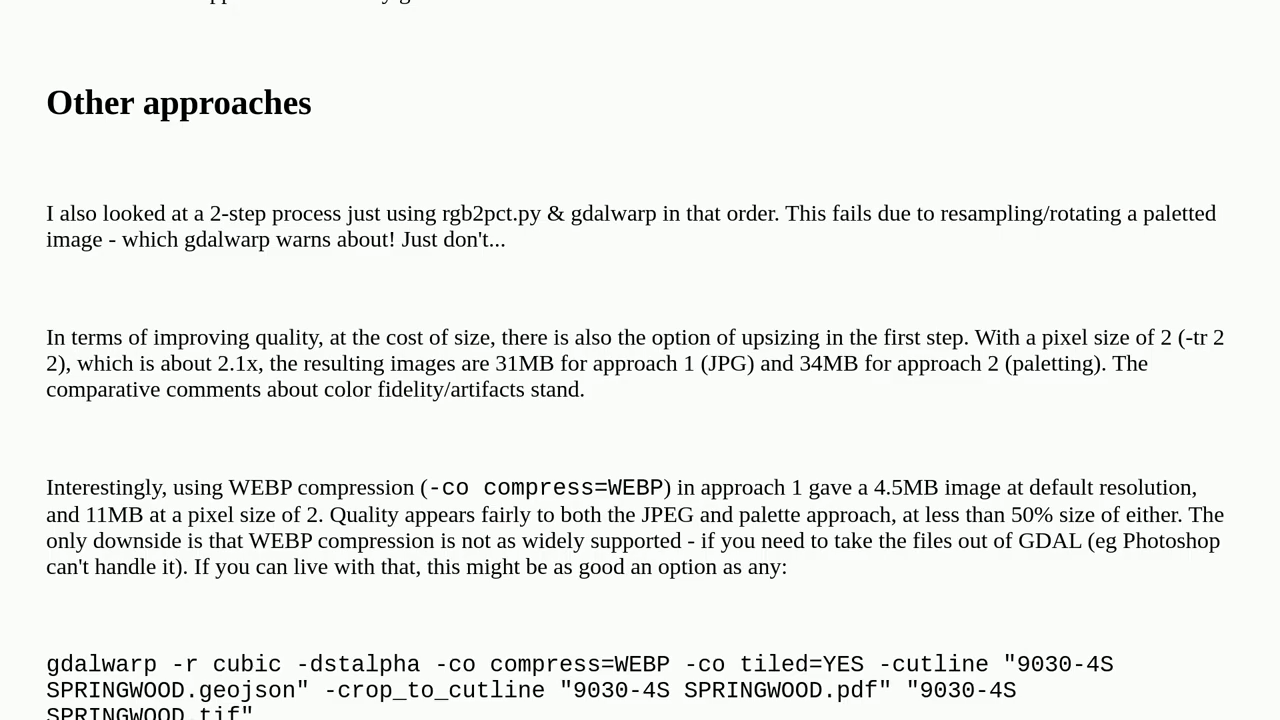 Other approaches
I also looked at a 2-step process just using rgb2pct.py & gdalwarp in that order. This fails due to resampling/rotating a paletted
image - which gdalwarp warns about! Just don't...
In terms of improving quality, at the cost of size, there is also the option of upsizing in the first step. With a pixel size of 2 (-tr 2
2), which is about 2.1x, the resulting images are 31MB for approach 1 (JPG) and 34MB for approach 2 (paletting). The
comparative comments about color fidelity/artifacts stand.
Interestingly, using WEBP compression (-co compress=WEBP) in approach 1 gave a 4.5MB image at default resolution,
and 11MB at a pixel size of 2. Quality appears fairly to both the JPEG and palette approach, at less than 50% size of either. The
only downside is that WEBP compression is not as widely supported - if you need to take the files out of GDAL (eg Photoshop
can't handle it). If you can live with that, this might be as good an option as any:
gdalwarp -r cubic -dstalpha -co compress=WEBP -co tiled=YES -cutline "9030-4S
SPRINGWOOD.geojson" -crop_to_cutline "9030-4S SPRINGWOOD.pdf" "9030-4S
SPRINGWOOD.tif"